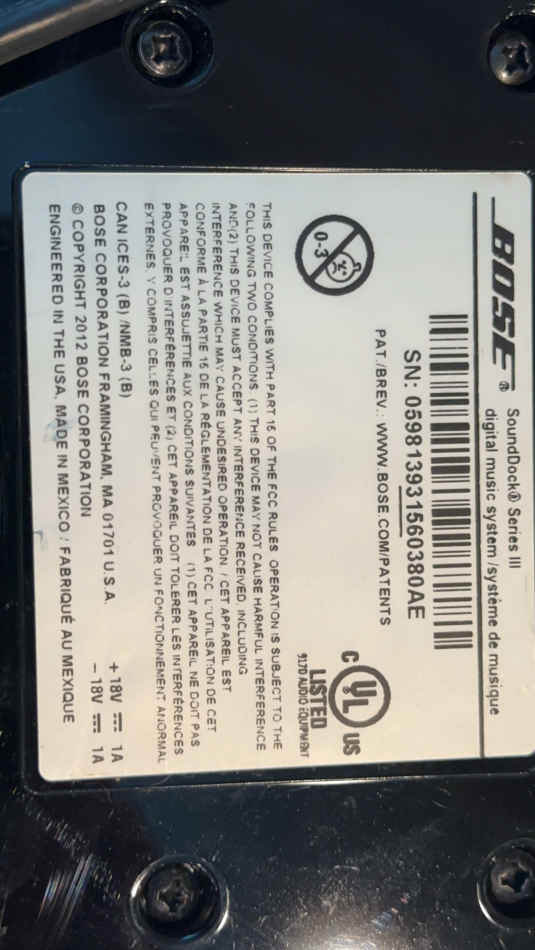 BOSE®
SoundDock® Series III
digital music system / système de musique
SN: 059813931560380AE
PAT./BREV.: WWW.BOSE.COM/PATENTS
0-3
C UL US
LISTED
917D AUDIO EQUIPMENT
THIS DEVICE COMPLIES WITH PART 15 OF THE FCC RULES. OPERATION IS SUBJECT TO THE
FOLLOWING TWO CONDITIONS: (1) THIS DEVICE MAY NOT CAUSE HARMFUL INTERFERENCE
AND(2) THIS DEVICE MUST ACCEPT ANY INTERFERENCE RECEIVED, INCLUDING
INTERFERENCE WHICH MAY CAUSE UNDESIRED OPERATION. / CET APPAREIL EST
CONFORME À LA PARTIE 15 DE LA RÉGLEMENTATION DE LA FCC. L'UTILISATION DE CET
APPAREIL EST ASSUJETTIE AUX CONDITIONS SUIVANTES : (1) CET APPAREIL NE DOIT PAS
PROVOQUER D'INTERFÉRENCES ET (2) CET APPAREIL DOIT TOLÉRER LES INTERFÉRENCES
EXTERNES, Y COMPRIS CELLES QUI PEUVENT PROVOQUER UN FONCTIONNEMENT ANORMAL
CAN ICES-3 (B) /NMB-3 (B)
BOSE CORPORATION FRAMINGHAM, MA 01701 U.S.A.
© COPYRIGHT 2012 BOSE CORPORATION
ENGINEERED IN THE USA, MADE IN MEXICO / FABRIQUÉ AU MEXIQUE
+ 18V ⎓ 1A
− 18V ⎓ 1A